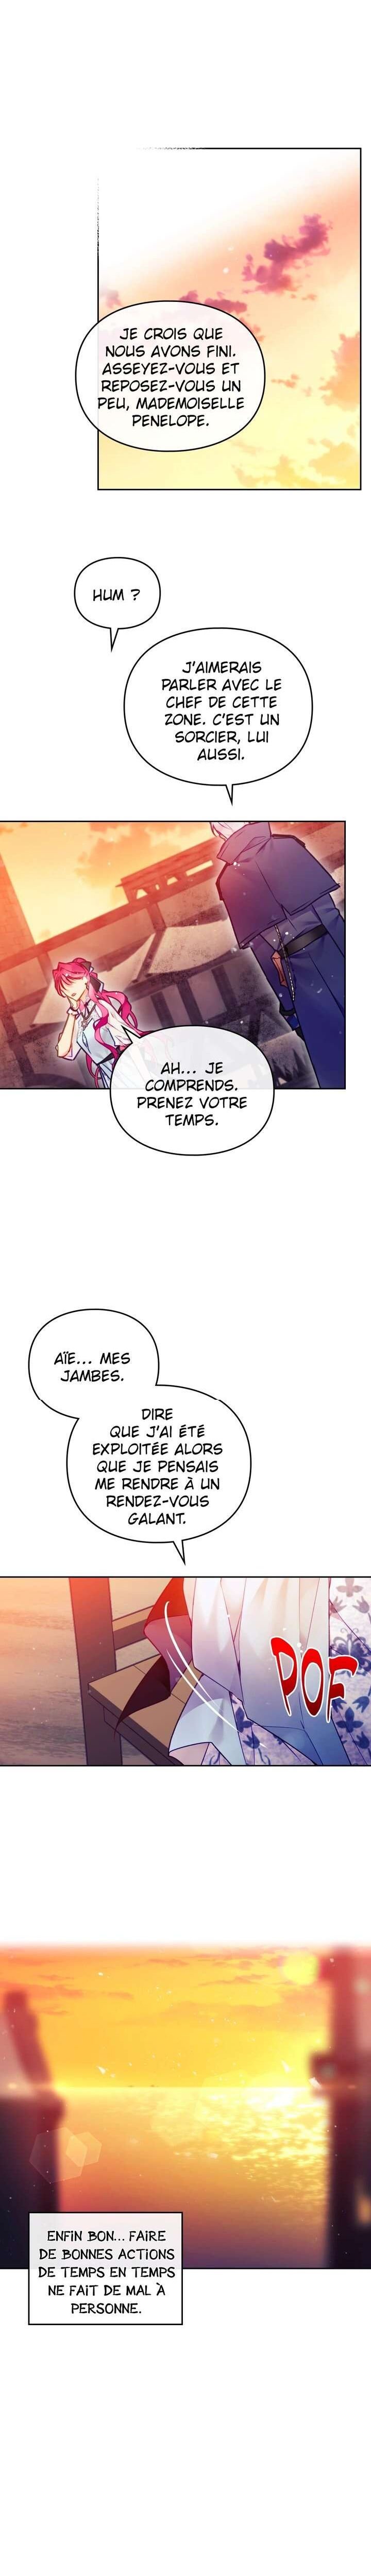 JE CROIS QUE
NOUS AVONS FINI.
ASSEYEZ-VOUS ET
REPOSEZ-VOUS UN
PEU, MADEMOISELLE
PENELOPE.
HUM ?
J'AIMERAIS
PARLER AVEC LE
CHEF DE CETTE
ZONE. C'EST UN
SORCIER, LUI
AUSSI.
AH... JE
COMPRENDS.
PRENEZ VOTRE
TEMPS.
AÏE... MES
JAMBES.
DIRE
QUE J'AI ÉTÉ
EXPLOITÉE ALORS
QUE JE PENSAIS
ME RENDRE À UN
RENDEZ-VOUS
GALANT.
POF
ENFIN BON... FAIRE
DE BONNES ACTIONS
DE TEMPS EN TEMPS
NE FAIT DE MAL À
PERSONNE.